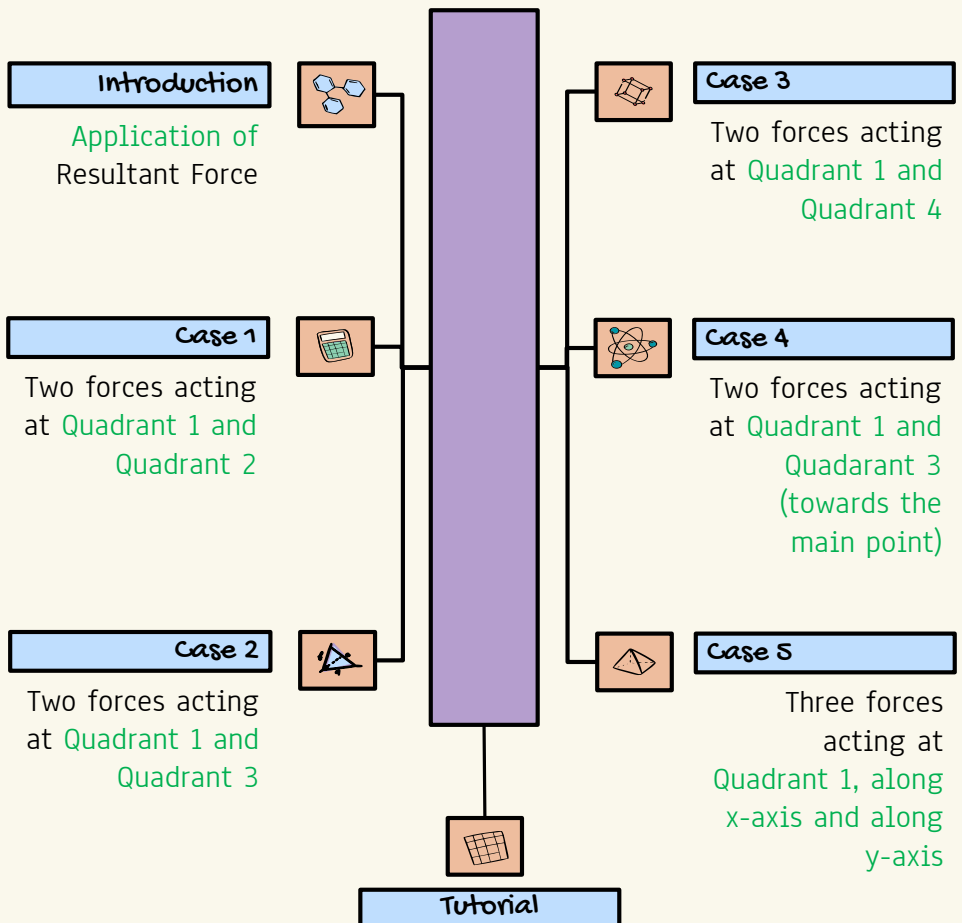 Introduction
Application of
Resultant Force
Case 1
Two forces acting
at Quadrant 1 and
Quadrant 2
Case 2
Two forces acting
at Quadrant 1 and
Quadrant 3
Case 3
Two forces acting
at Quadrant 1 and
Quadrant 4
Case 4
Two forces acting
at Quadrant 1 and
Quadarant 3
(towards the
main point)
Case 5
Three forces
acting at
Quadrant 1, along
x-axis and along
y-axis
Tutorial